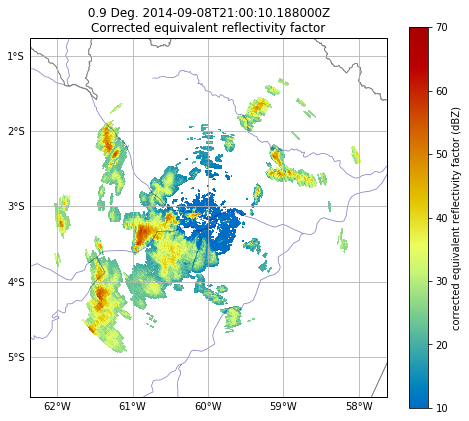 0.9 Deg. 2014-09-08T21:00:10.188000Z
Corrected equivalent reflectivity factor
1°S
2°S
3°S
4°S
5°S
62°W
61°W
60°W
59°W
58°W
70
60
50
40
30
20
10
corrected equivalent reflectivity factor (dBZ)